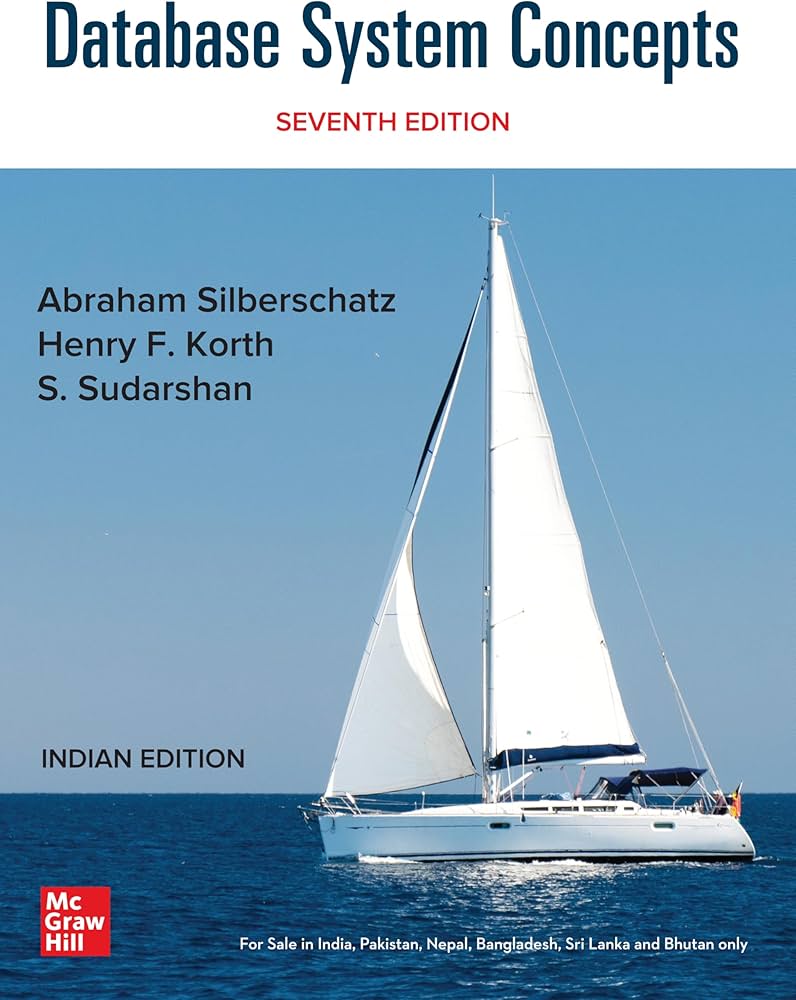 Database System Concepts
SEVENTH EDITION
Abraham Silberschatz
Henry F. Korth
S. Sudarshan
INDIAN EDITION
Mc
Graw
Hill
For Sale in India, Pakistan, Nepal, Bangladesh, Sri Lanka and Bhutan only